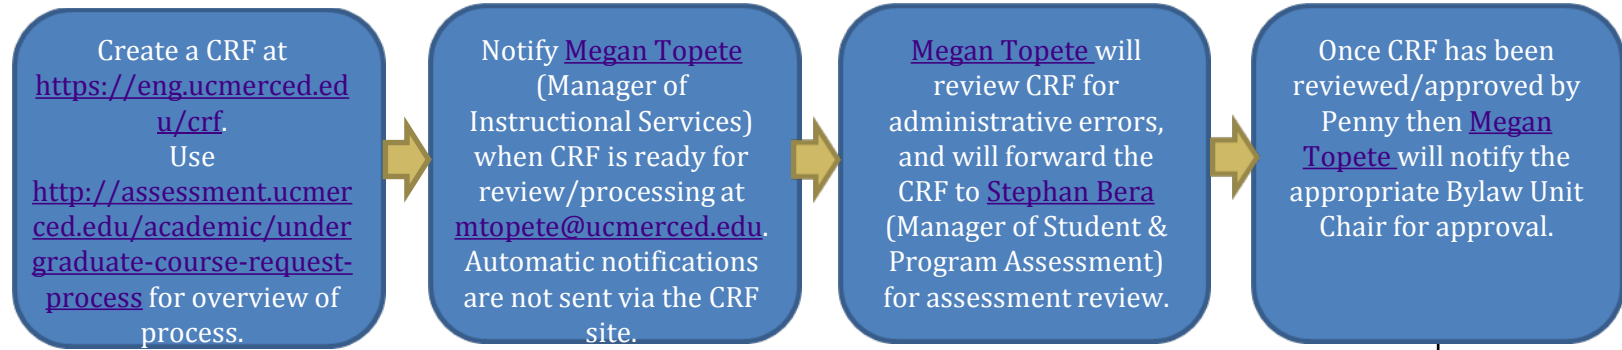 Create a CRF at
https://eng.ucmerced.ed
u/crf.
Use
http://assessment.ucmer
ced.edu/academic/under
graduate-course-request-
process for overview of
process.
Notify Megan Topete
(Manager of
Instructional Services)
when CRF is ready for
review/processing at
mtopete@ucmerced.edu.
Automatic notifications
are not sent via the CRF
site.
Megan Topete will
review CRF for
administrative errors,
and will forward the
CRF to Stephan Bera
(Manager of Student &
Program Assessment)
for assessment review.
Once CRF has been
reviewed/approved by
Penny then Megan
Topete will notify the
appropriate Bylaw Unit
Chair for approval.